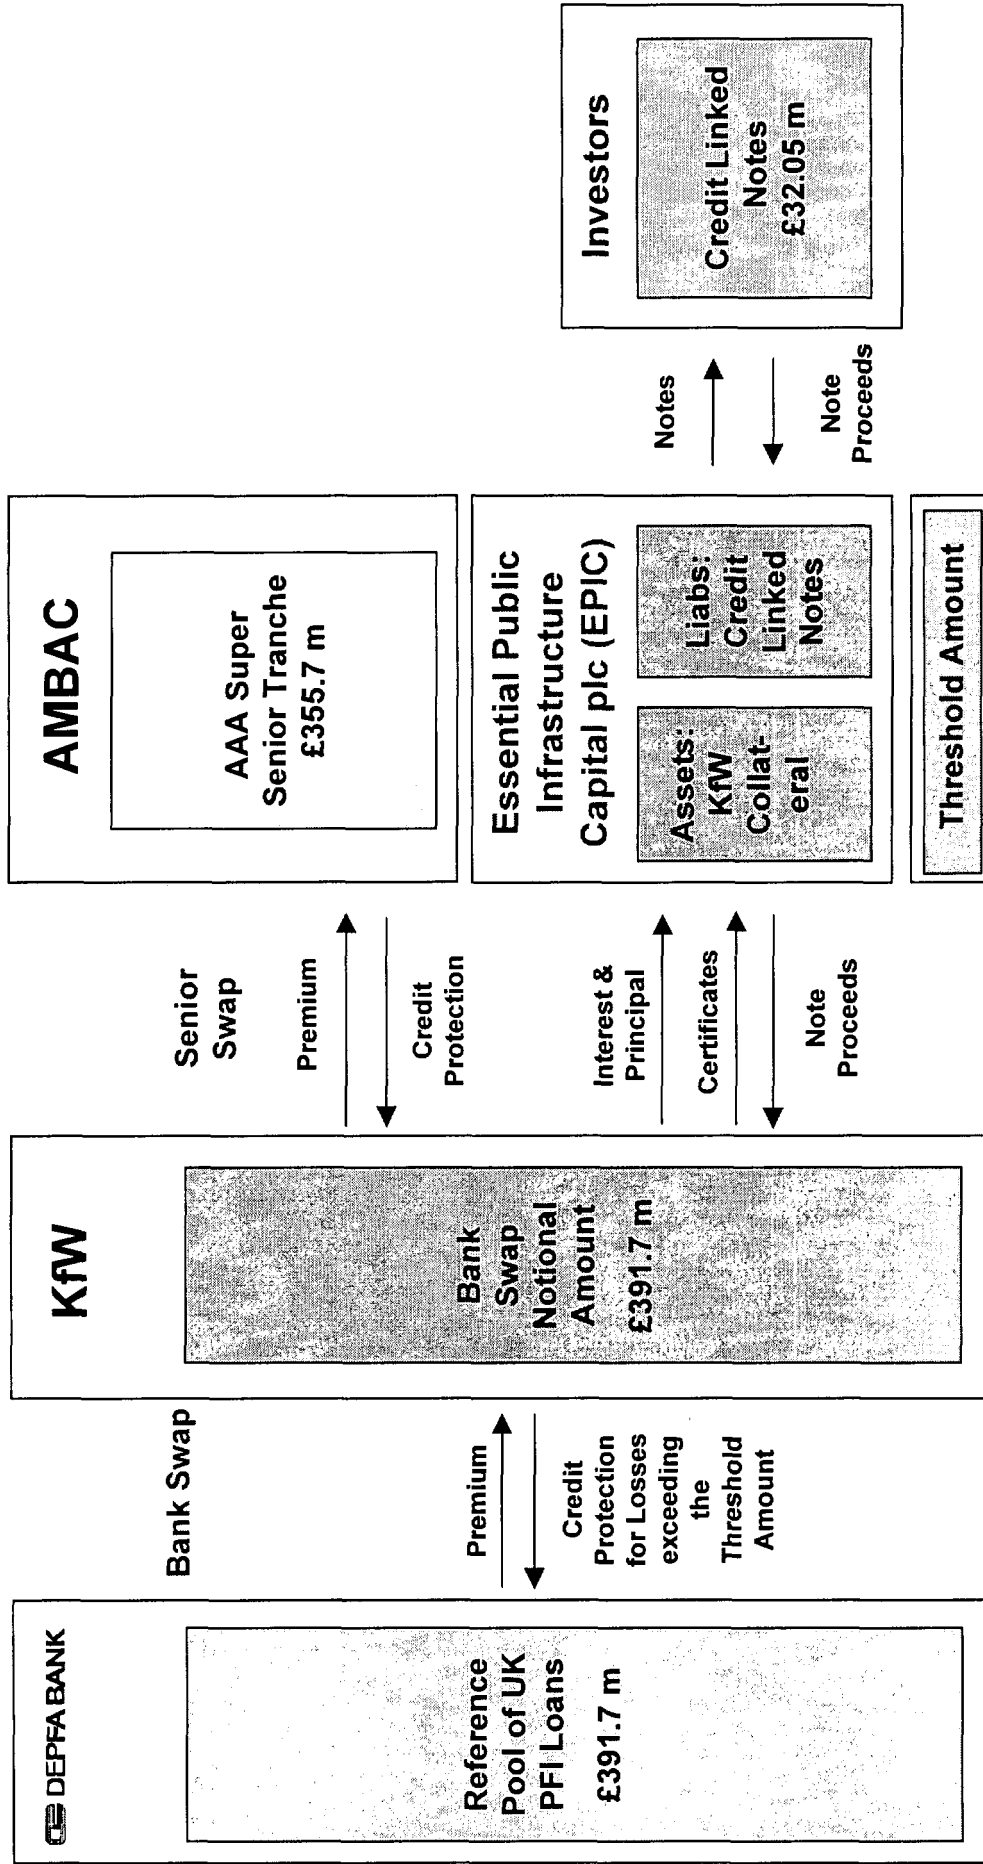 DEPFA BANK
Reference
Pool of UK
PFI Loans
£391.7 m
Bank Swap
Premium
Credit
Protection
for Losses
exceeding
the
Threshold
Amount
KfW
Bank
Swap
Notional
Amount
£391.7 m
Senior
Swap
Premium
Credit
Protection
Interest &
Principal
Certificates
Note
Proceeds
AMBAC
AAA Super
Senior Tranche
£355.7 m
Essential Public
Infrastructure
Capital plc (EPIC)
Assets:
KfW
Collat-
eral
Liabs:
Credit
Linked
Notes
Threshold Amount
Notes
Note
Proceeds
Investors
Credit Linked
Notes
£32.05 m